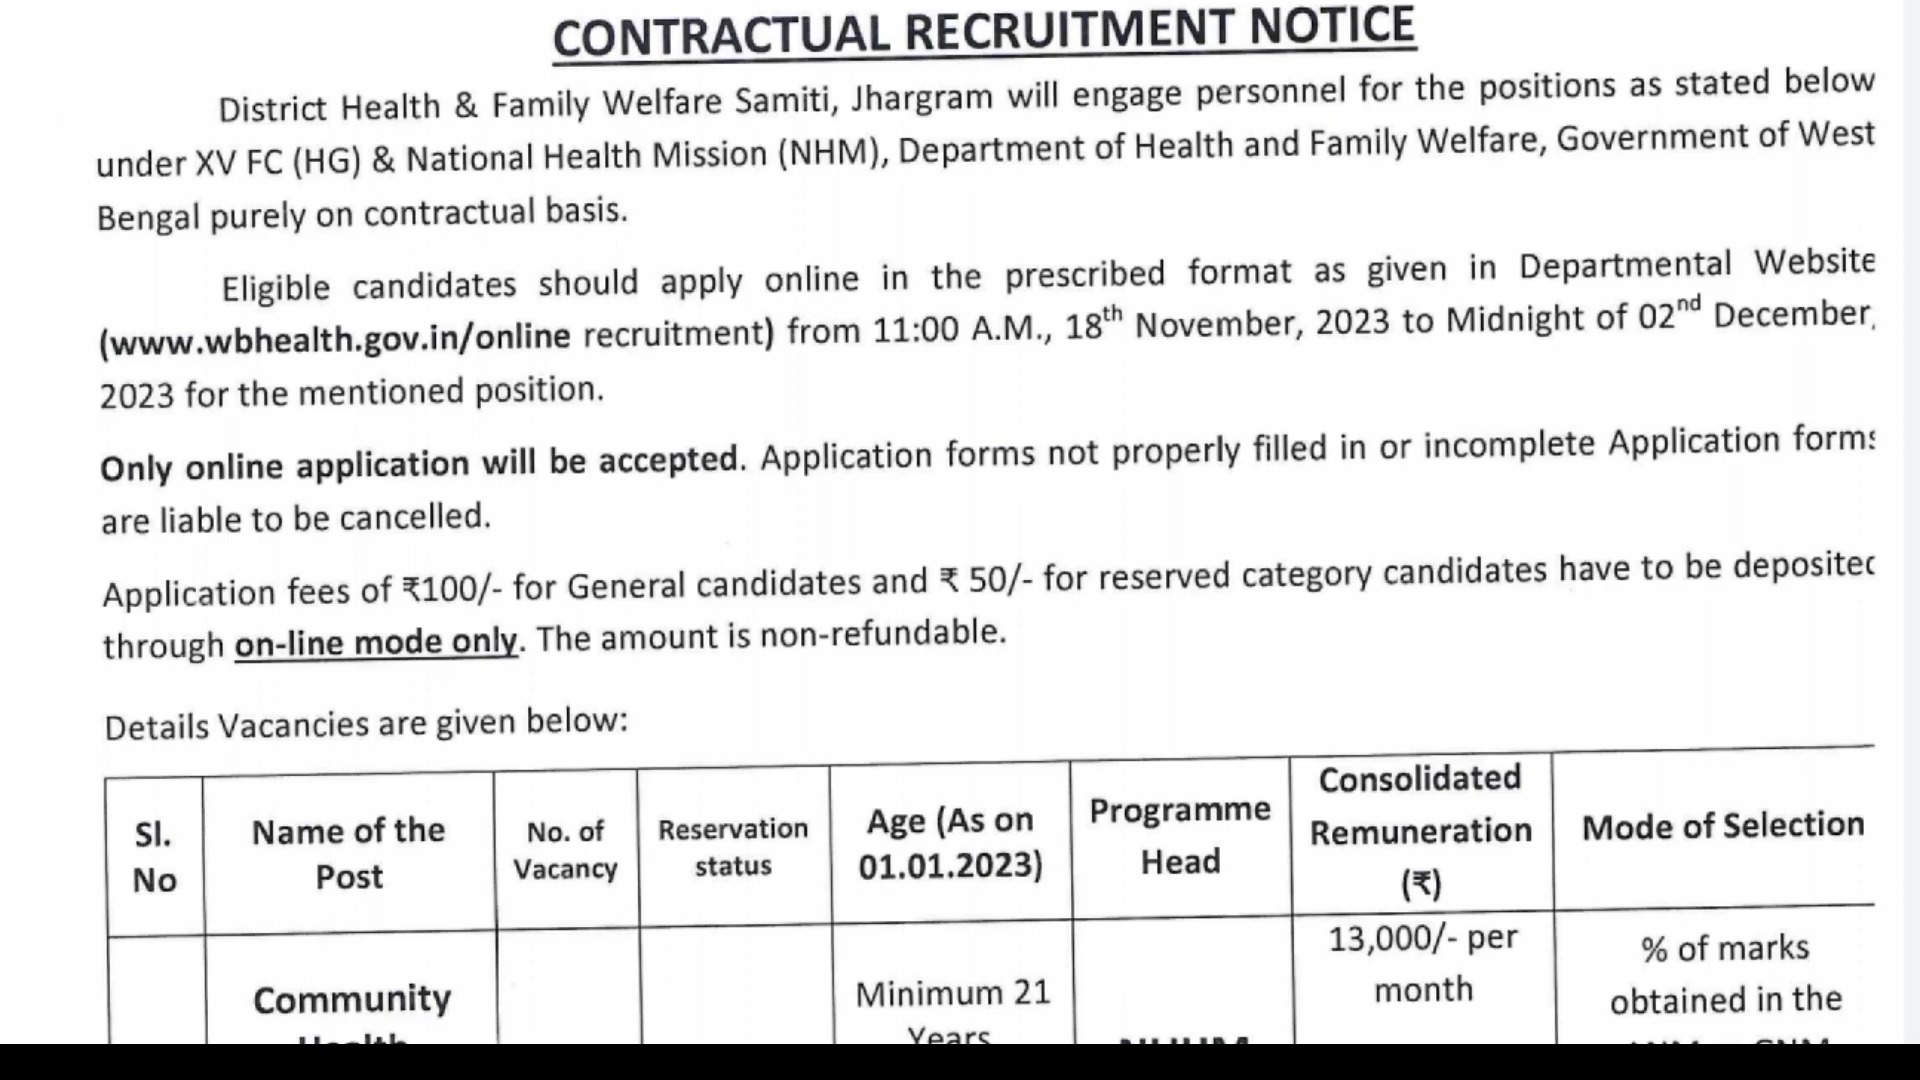 CONTRACTUAL RECRUITMENT NOTICE
District Health & Family Welfare Samiti, Jhargram will engage personnel for the positions as stated below
under XV FC (HG) & National Health Mission (NHM), Department of Health and Family Welfare, Government of West
Bengal purely on contractual basis.
Eligible candidates should apply online in the prescribed format as given in Departmental Website
(www.wbhealth.gov.in/online recruitment) from 11:00 A.M., 18th November, 2023 to Midnight of 02nd December,
2023 for the mentioned position.
Only online application will be accepted. Application forms not properly filled in or incomplete Application forms
are liable to be cancelled.
Application fees of ₹100/- for General candidates and ₹ 50/- for reserved category candidates have to be deposited
through on-line mode only. The amount is non-refundable.
Details Vacancies are given below:
Sl. No
Name of the Post
No. of Vacancy
Reservation status
Age (As on 01.01.2023)
Programme Head
Consolidated Remuneration (₹)
Mode of Selection
Community
Health
Minimum 21
Years
13,000/- per
month
% of marks
obtained in the